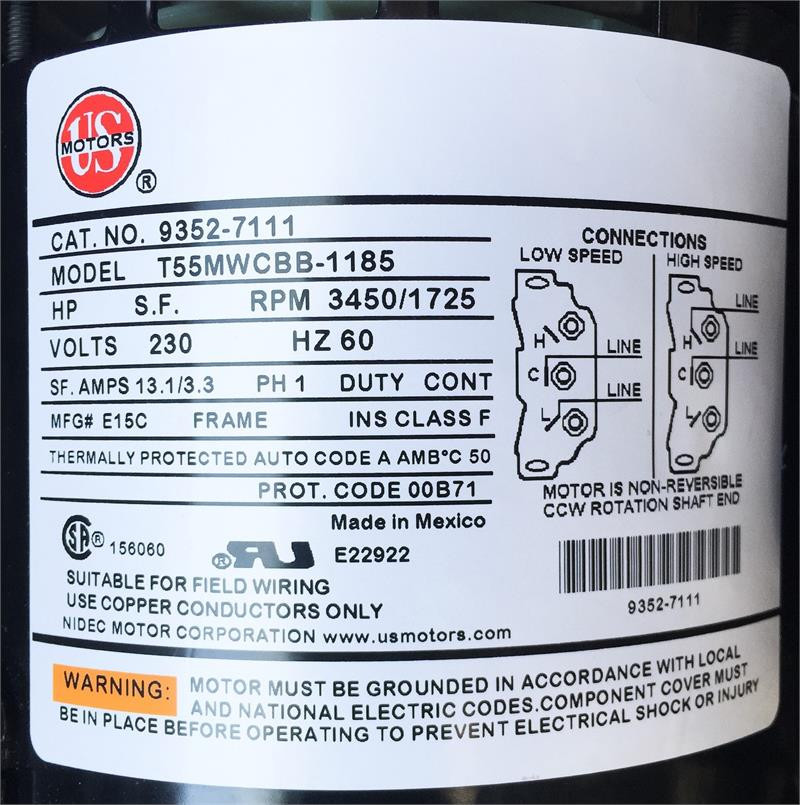 US
MOTORS
®
CAT. NO. 9352-7111
MODEL T55MWCBB-1185
HP S.F. RPM 3450/1725
VOLTS 230 HZ 60
SF. AMPS 13.1/3.3 PH 1 DUTY CONT
MFG# E15C FRAME INS CLASS F
THERMALLY PROTECTED AUTO CODE A AMB°C 50
PROT. CODE 00B71
Made in Mexico
SA® 156060 ®RU E22922
SUITABLE FOR FIELD WIRING
USE COPPER CONDUCTORS ONLY
NIDEC MOTOR CORPORATION www.usmotors.com
CONNECTIONS
LOW SPEED HIGH SPEED
LINE
H H
LINE LINE
C C
LINE
L L
MOTOR IS NON-REVERSIBLE
CCW ROTATION SHAFT END
9352-7111
WARNING: MOTOR MUST BE GROUNDED IN ACCORDANCE WITH LOCAL
AND NATIONAL ELECTRIC CODES.COMPONENT COVER MUST
BE IN PLACE BEFORE OPERATING TO PREVENT ELECTRICAL SHOCK OR INJURY